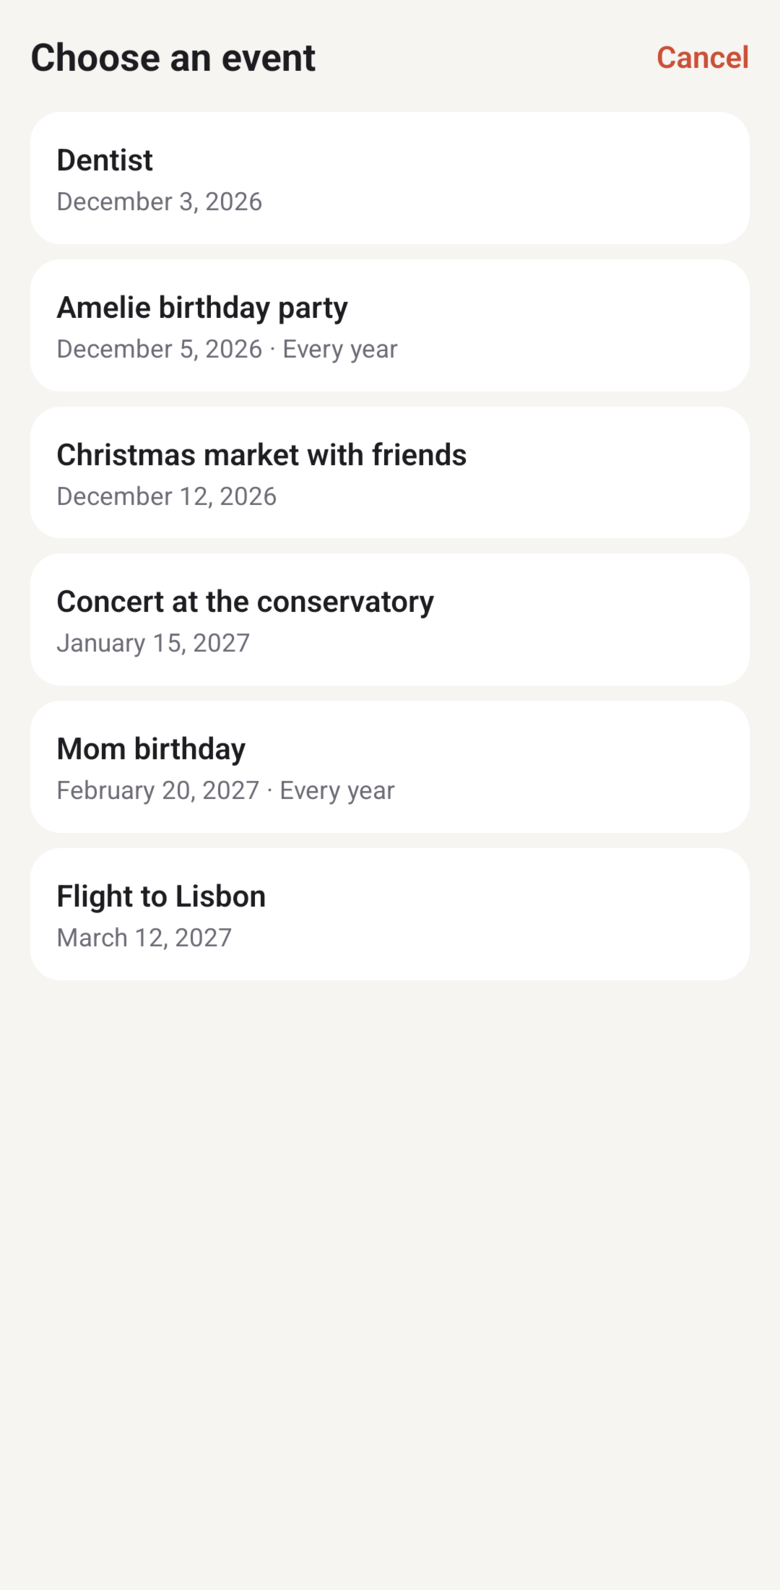 Choose an event
Cancel
Dentist
December 3, 2026
Amelie birthday party
December 5, 2026 · Every year
Christmas market with friends
December 12, 2026
Concert at the conservatory
January 15, 2027
Mom birthday
February 20, 2027 · Every year
Flight to Lisbon
March 12, 2027